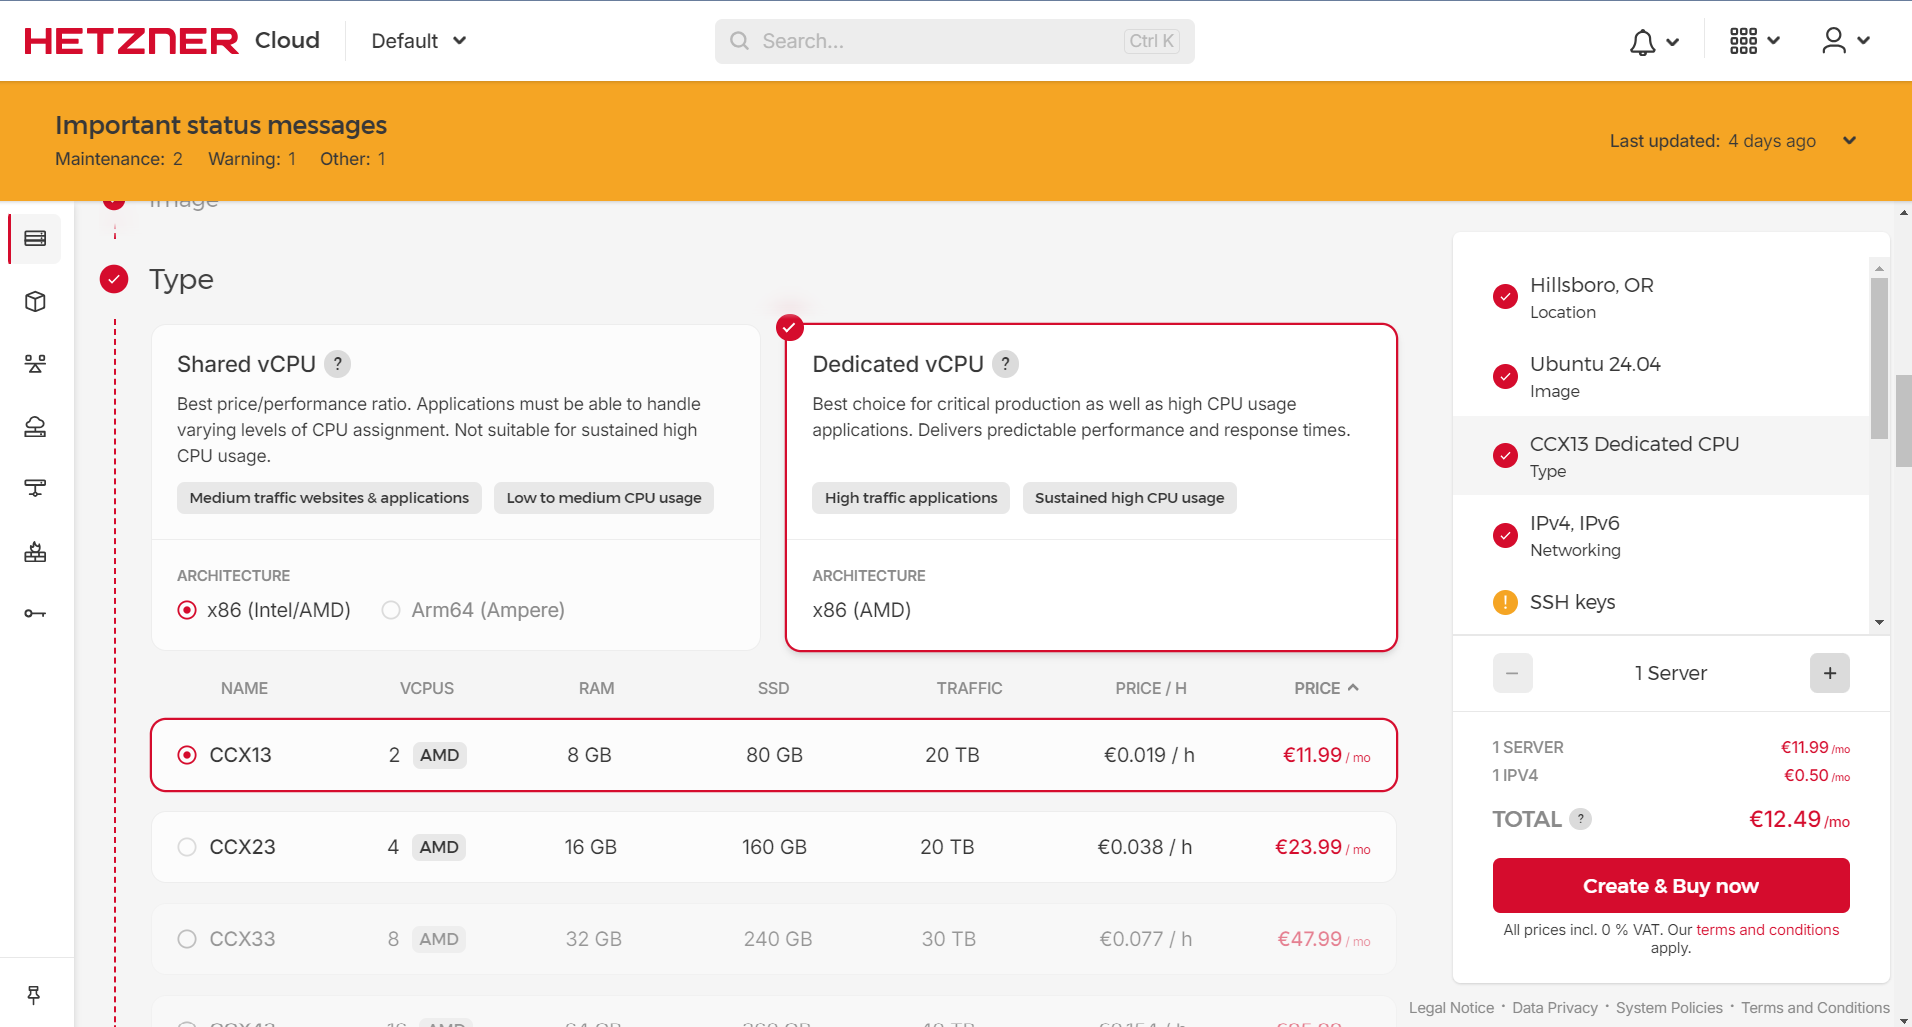 HETZNER Cloud
Default
Search...
Ctrl K
Important status messages
Maintenance: 2 Warning: 1 Other: 1
Last updated: 4 days ago
Image
Type
Shared vCPU ?
Best price/performance ratio. Applications must be able to handle
varying levels of CPU assignment. Not suitable for sustained high
CPU usage.
Medium traffic websites & applications
Low to medium CPU usage
ARCHITECTURE
x86 (Intel/AMD)
Arm64 (Ampere)
Dedicated vCPU ?
Best choice for critical production as well as high CPU usage
applications. Delivers predictable performance and response times.
High traffic applications
Sustained high CPU usage
ARCHITECTURE
x86 (AMD)
NAME VCPUS RAM SSD TRAFFIC PRICE / H PRICE
CCX13 2 AMD 8 GB 80 GB 20 TB €0.019 / h €11.99 / mo
CCX23 4 AMD 16 GB 160 GB 20 TB €0.038 / h €23.99 / mo
CCX33 8 AMD 32 GB 240 GB 30 TB €0.077 / h €47.99 / mo
Hillsboro, OR
Location
Ubuntu 24.04
Image
CCX13 Dedicated CPU
Type
IPv4, IPv6
Networking
! SSH keys
− 1 Server +
1 SERVER €11.99 /mo
1 IPV4 €0.50 /mo
TOTAL ? €12.49 /mo
Create & Buy now
All prices incl. 0 % VAT. Our terms and conditions
apply.
Legal Notice · Data Privacy · System Policies · Terms and Conditions